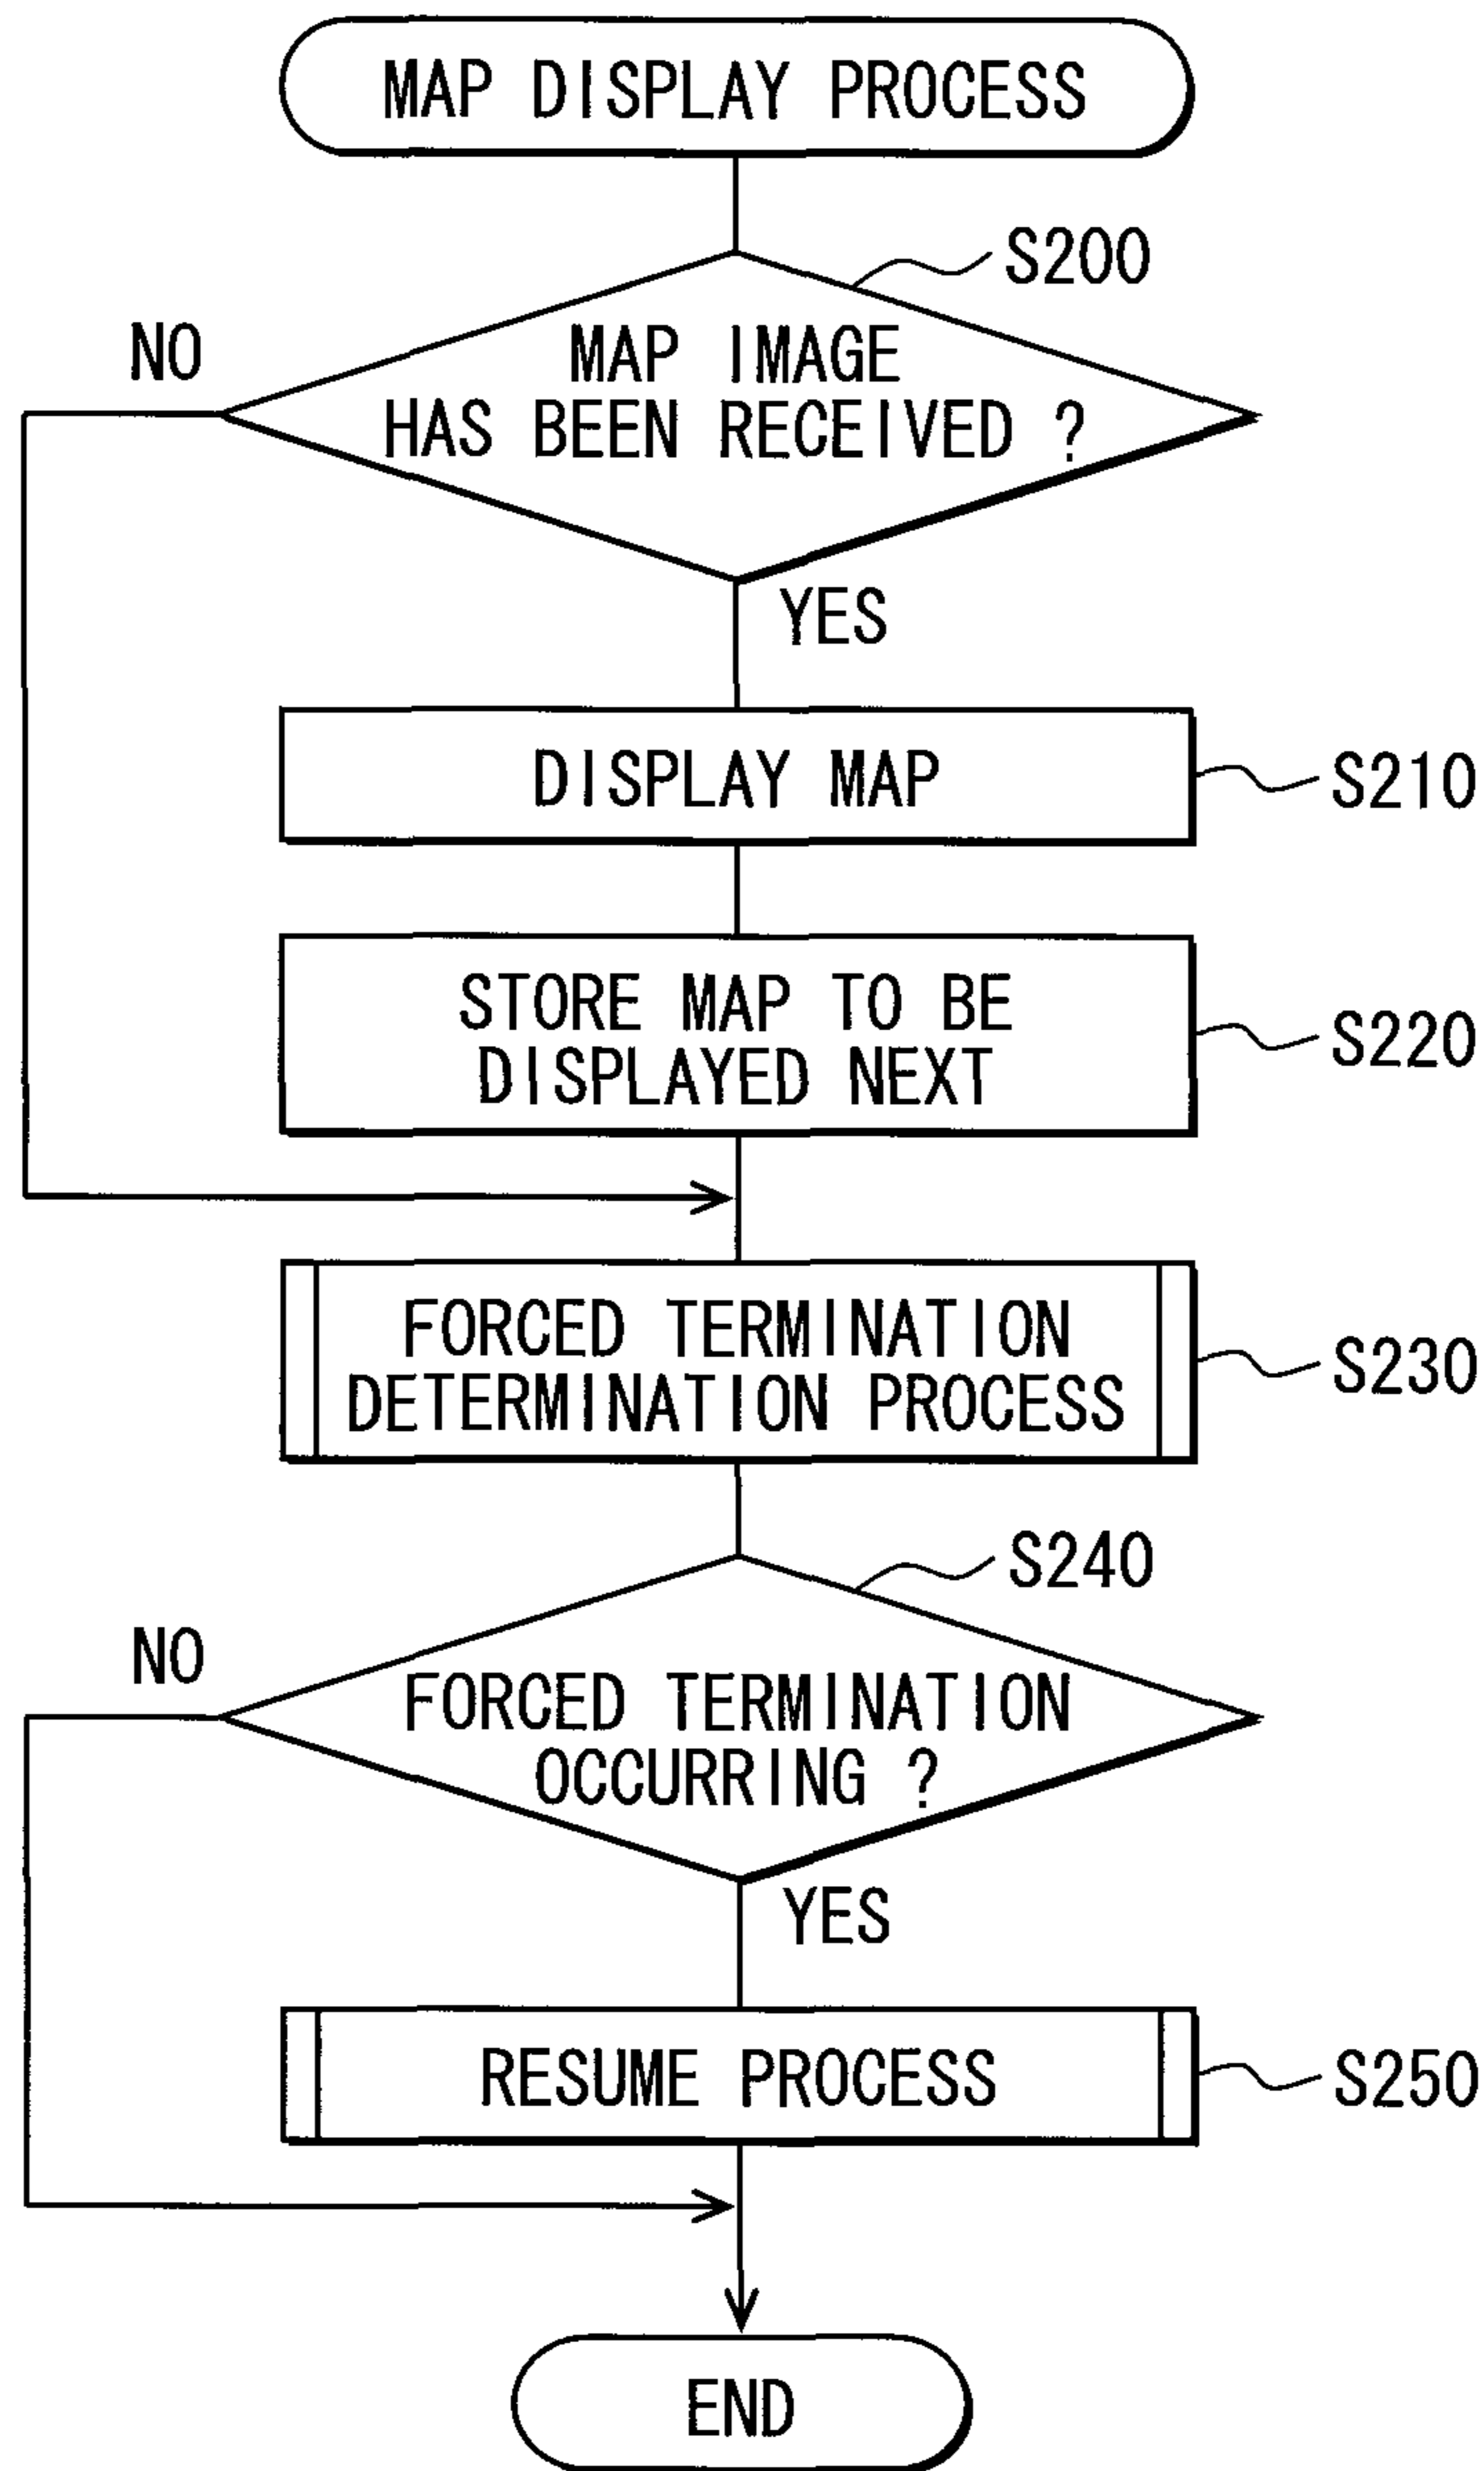 MAP DISPLAY PROCESS
S200
NO
MAP IMAGE
HAS BEEN RECEIVED ?
YES
DISPLAY MAP
S210
STORE MAP TO BE
DISPLAYED NEXT
S220
FORCED TERMINATION
DETERMINATION PROCESS
S230
S240
NO
FORCED TERMINATION
OCCURRING ?
YES
RESUME PROCESS
S250
END